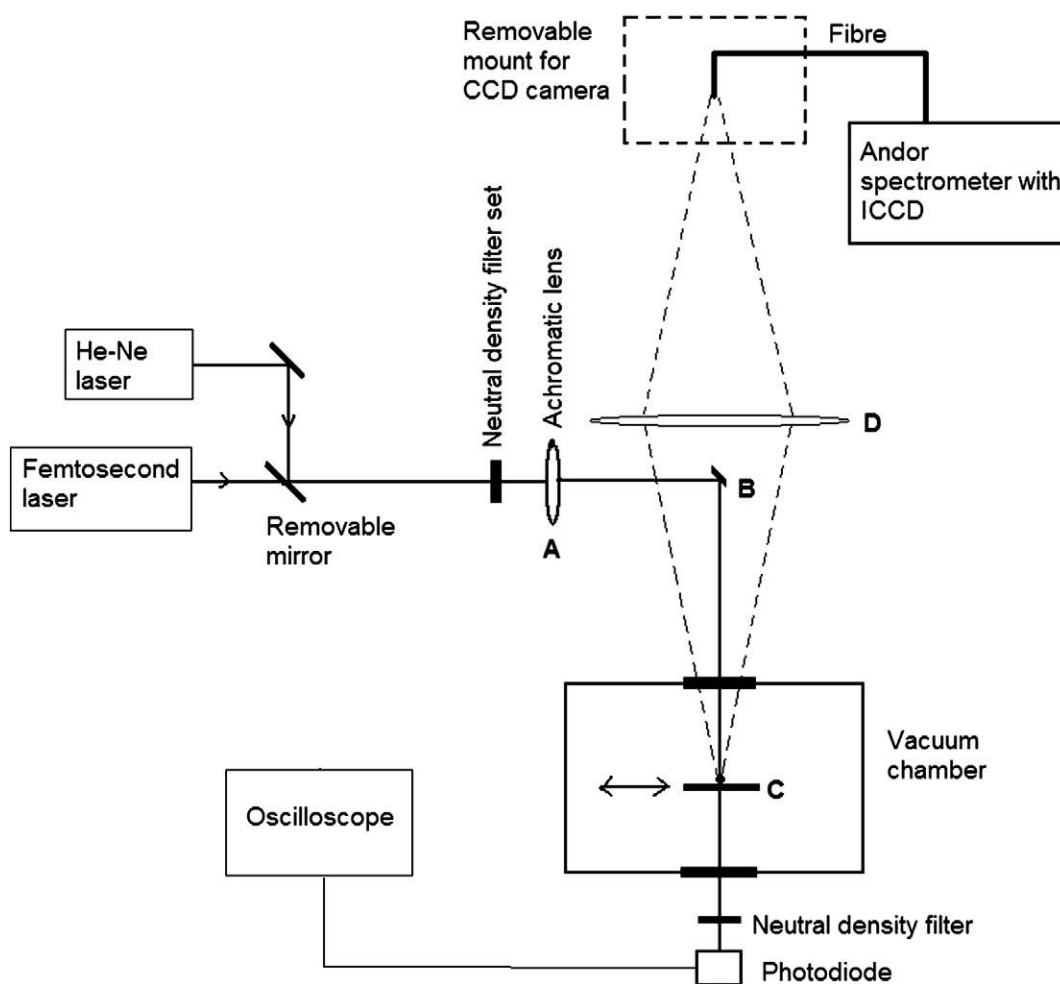 Removable
mount for
CCD camera
Fibre
Andor
spectrometer with
ICCD
Neutral density filter set
Achromatic lens
He-Ne
laser
D
Femtosecond
laser
B
Removable
mirror
A
Vacuum
chamber
C
Oscilloscope
Neutral density filter
Photodiode